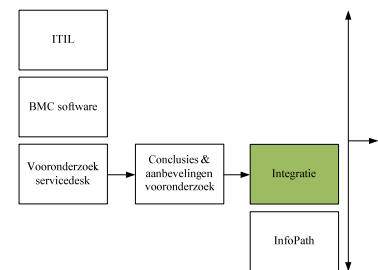 ITIL
BMC software
Vooronderzoek
servicedesk
Conclusies &
aanbevelingen
vooronderzoek
Integratie
InfoPath